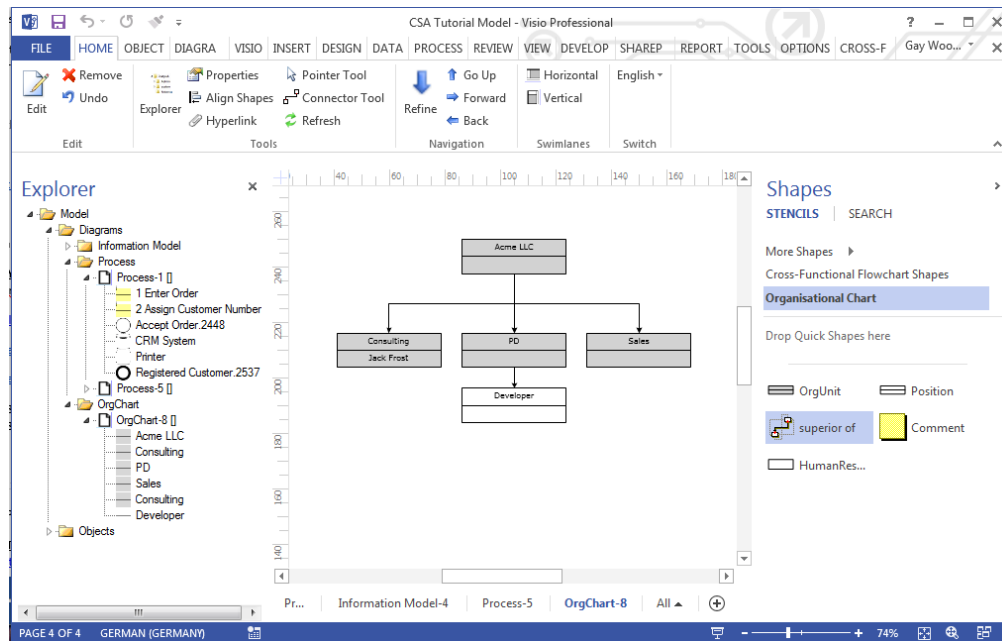 CSA Tutorial Model - Visio Professional
FILE HOME OBJECT DIAGRA VISIO INSERT DESIGN DATA PROCESS REVIEW VIEW DEVELOP SHAREP REPORT TOOLS OPTIONS CROSS-F Gay Woo...
Edit
Remove
Undo
Edit
Explorer
Properties
Align Shapes
Hyperlink
Pointer Tool
Connector Tool
Refresh
Tools
Refine
Go Up
Forward
Back
Navigation
Horizontal
Vertical
Swimlanes
English
Switch
Explorer
Model
Diagrams
Information Model
Process
Process-1 []
1 Enter Order
2 Assign Customer Number
Accept Order.2448
CRM System
Printer
Registered Customer.2537
Process-5 []
OrgChart
OrgChart-8 []
Acme LLC
Consulting
PD
Sales
Consulting
Developer
Objects
40 60 80 100 120 140 160 180
260
240
220
200
180
160
140
Acme LLC
Consulting
Jack Frost
PD
Sales
Developer
Pr... Information Model-4 Process-5 OrgChart-8 All
Shapes
STENCILS | SEARCH
More Shapes
Cross-Functional Flowchart Shapes
Organisational Chart
Drop Quick Shapes here
OrgUnit
Position
superior of
Comment
HumanRes...
PAGE 4 OF 4 GERMAN (GERMANY) 74%